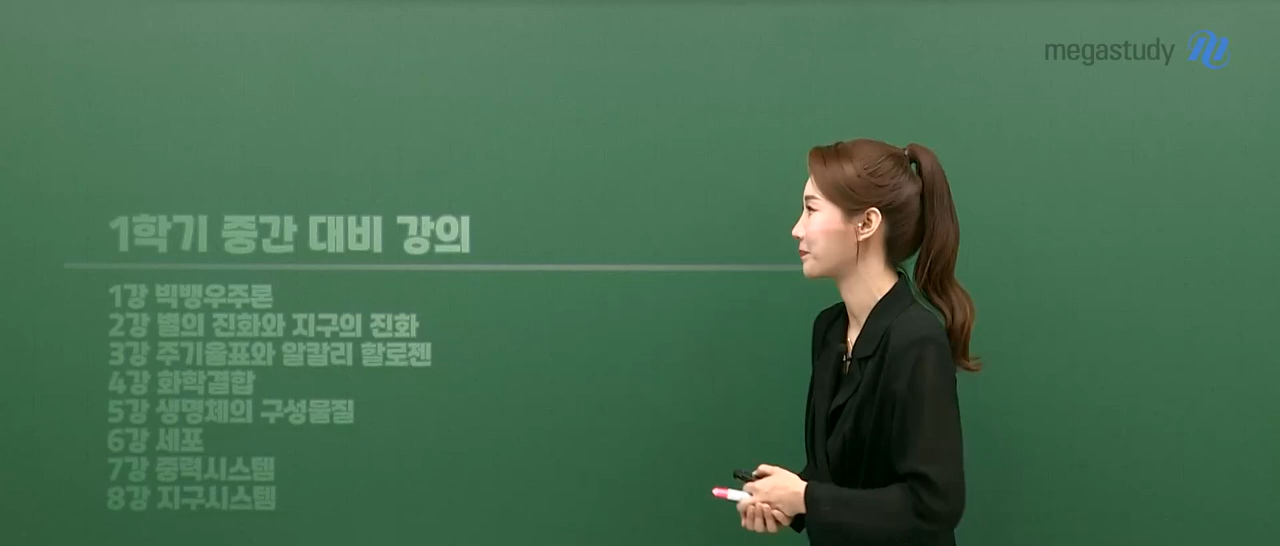 megastudy
1학기 중간 대비 강의
1강 빅뱅우주론
2강 별의 진화와 지구의 진화
3강 주기율표와 알칼리 할로젠
4강 화학결합
5강 생명체의 구성물질
6강 세포
7강 중력시스템
8강 지구시스템